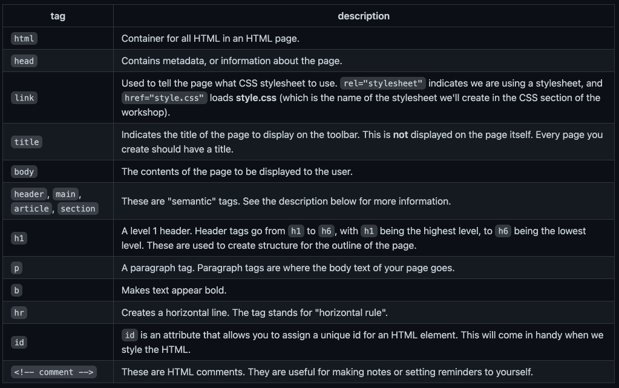 tag description
html Container for all HTML in an HTML page.
head Contains metadata, or information about the page.
Used to tell the page what CSS stylesheet to use. rel="stylesheet" indicates we are using a stylesheet, and
link href="style.css" loads style.css (which is the name of the stylesheet we'll create in the CSS section of the
workshop).
title Indicates the title of the page to display on the toolbar. This is not displayed on the page itself. Every page you
create should have a title.
body The contents of the page to be displayed to the user.
header, main,
article, section These are "semantic" tags. See the description below for more information.
h1 A level 1 header. Header tags go from h1 to h6, with h1 being the highest level, to h6 being the lowest
level. These are used to create structure for the outline of the page.
p A paragraph tag. Paragraph tags are where the body text of your page goes.
b Makes text appear bold.
hr Creates a horizontal line. The tag stands for "horizontal rule".
id id is an attribute that allows you to assign a unique id for an HTML element. This will come in handy when we
style the HTML.
<!-- comment --> These are HTML comments. They are useful for making notes or setting reminders to yourself.